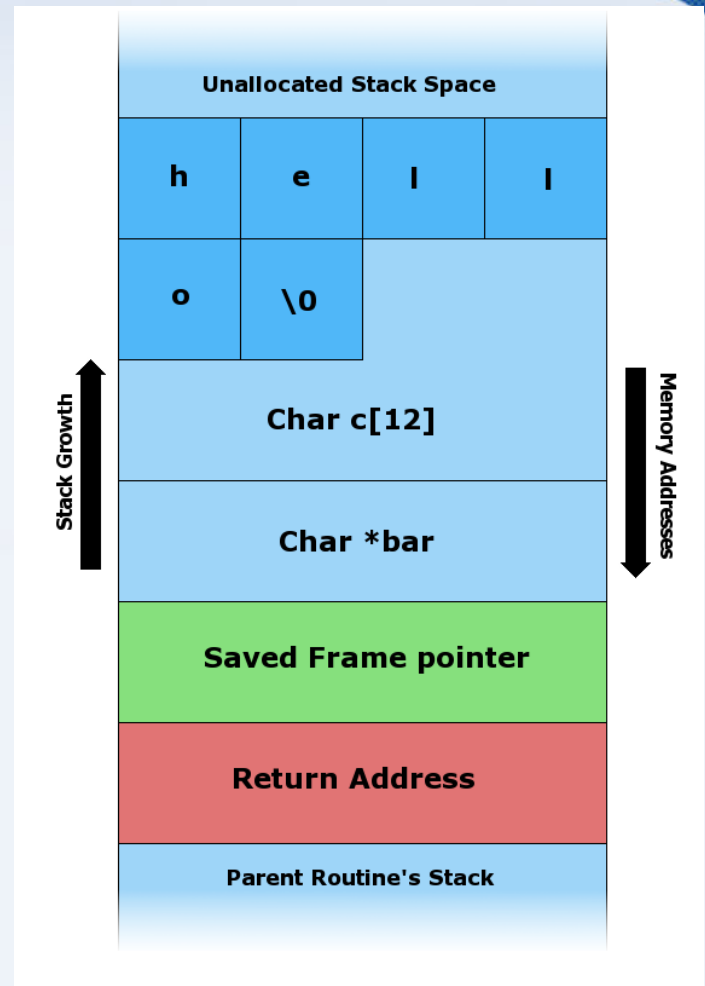 Unallocated Stack Space
h e l l
o \0
Char c[12]
Stack Growth
Memory Addresses
Char *bar
Saved Frame pointer
Return Address
Parent Routine's Stack